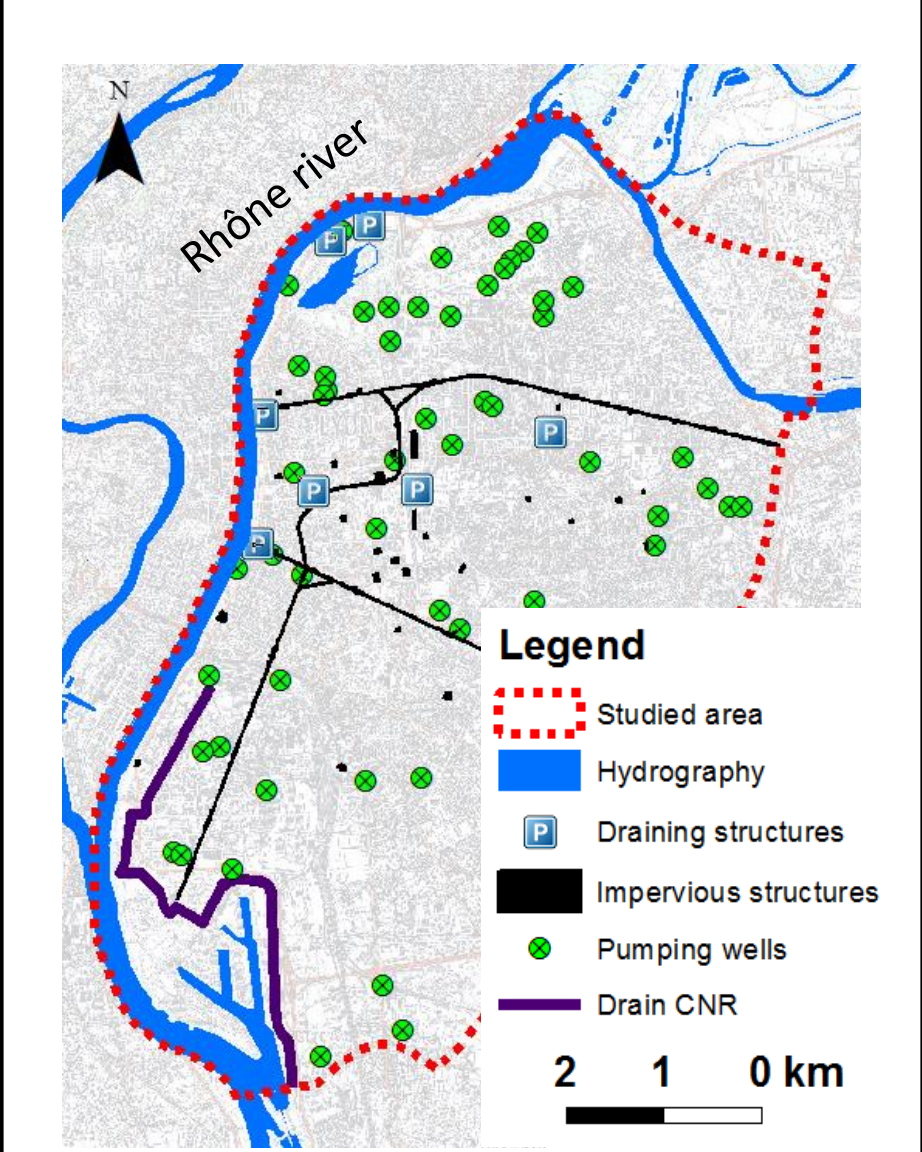 N
Rhône river
P
P
P
P
P
P
P
Legend
Studied area
Hydrography
P Draining structures
Impervious structures
Pumping wells
Drain CNR
2 1 0 km